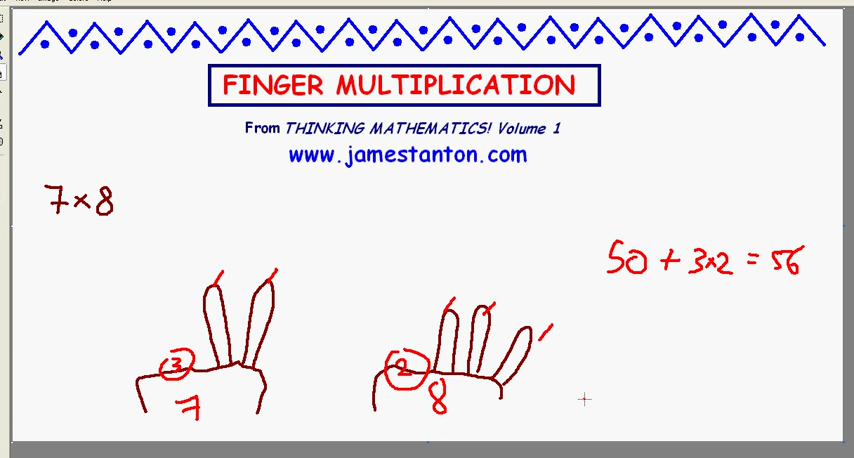 FINGER MULTIPLICATION
From THINKING MATHEMATICS! Volume 1
www.jamestanton.com
7×8
50 + 3×2 = 56
3
2
7
8